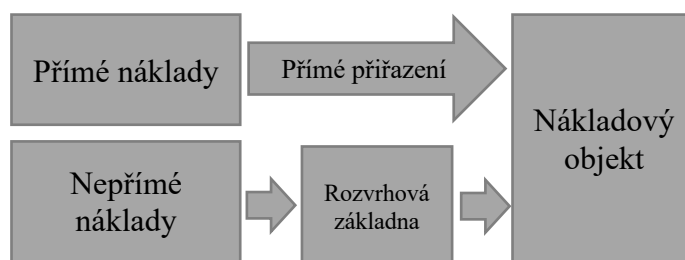 Přímé náklady
Přímé přiřazení
Nákladový
objekt
Nepřímé
náklady
Rozvrhová
základna